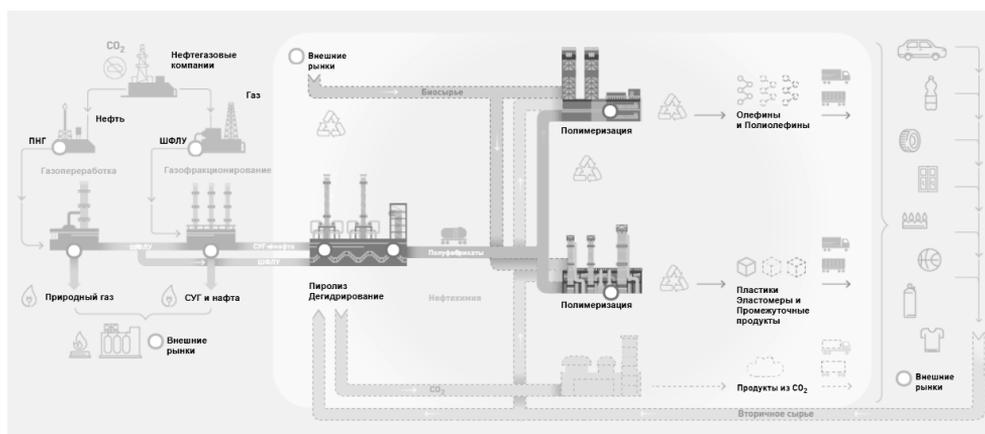 CO2
Нефтегазовые
компании
Газ
Нефть
ПНГ
ШФЛУ
Газопереработка
Газофракционирование
ШФЛУ
СУГ и нафта
ШФЛУ
Природный газ
СУГ и нафта
Внешние
рынки
Внешние
рынки
Биосырье
Пиролиз
Дегидрирование
Полуфабрикаты
Нефтехимия
CO2
Полимеризация
Полимеризация
Олефины
и Полиолефины
Пластики
Эластомеры и
Промежуточные
продукты
Продукты из CO2
Вторичное сырье
Внешние
рынки